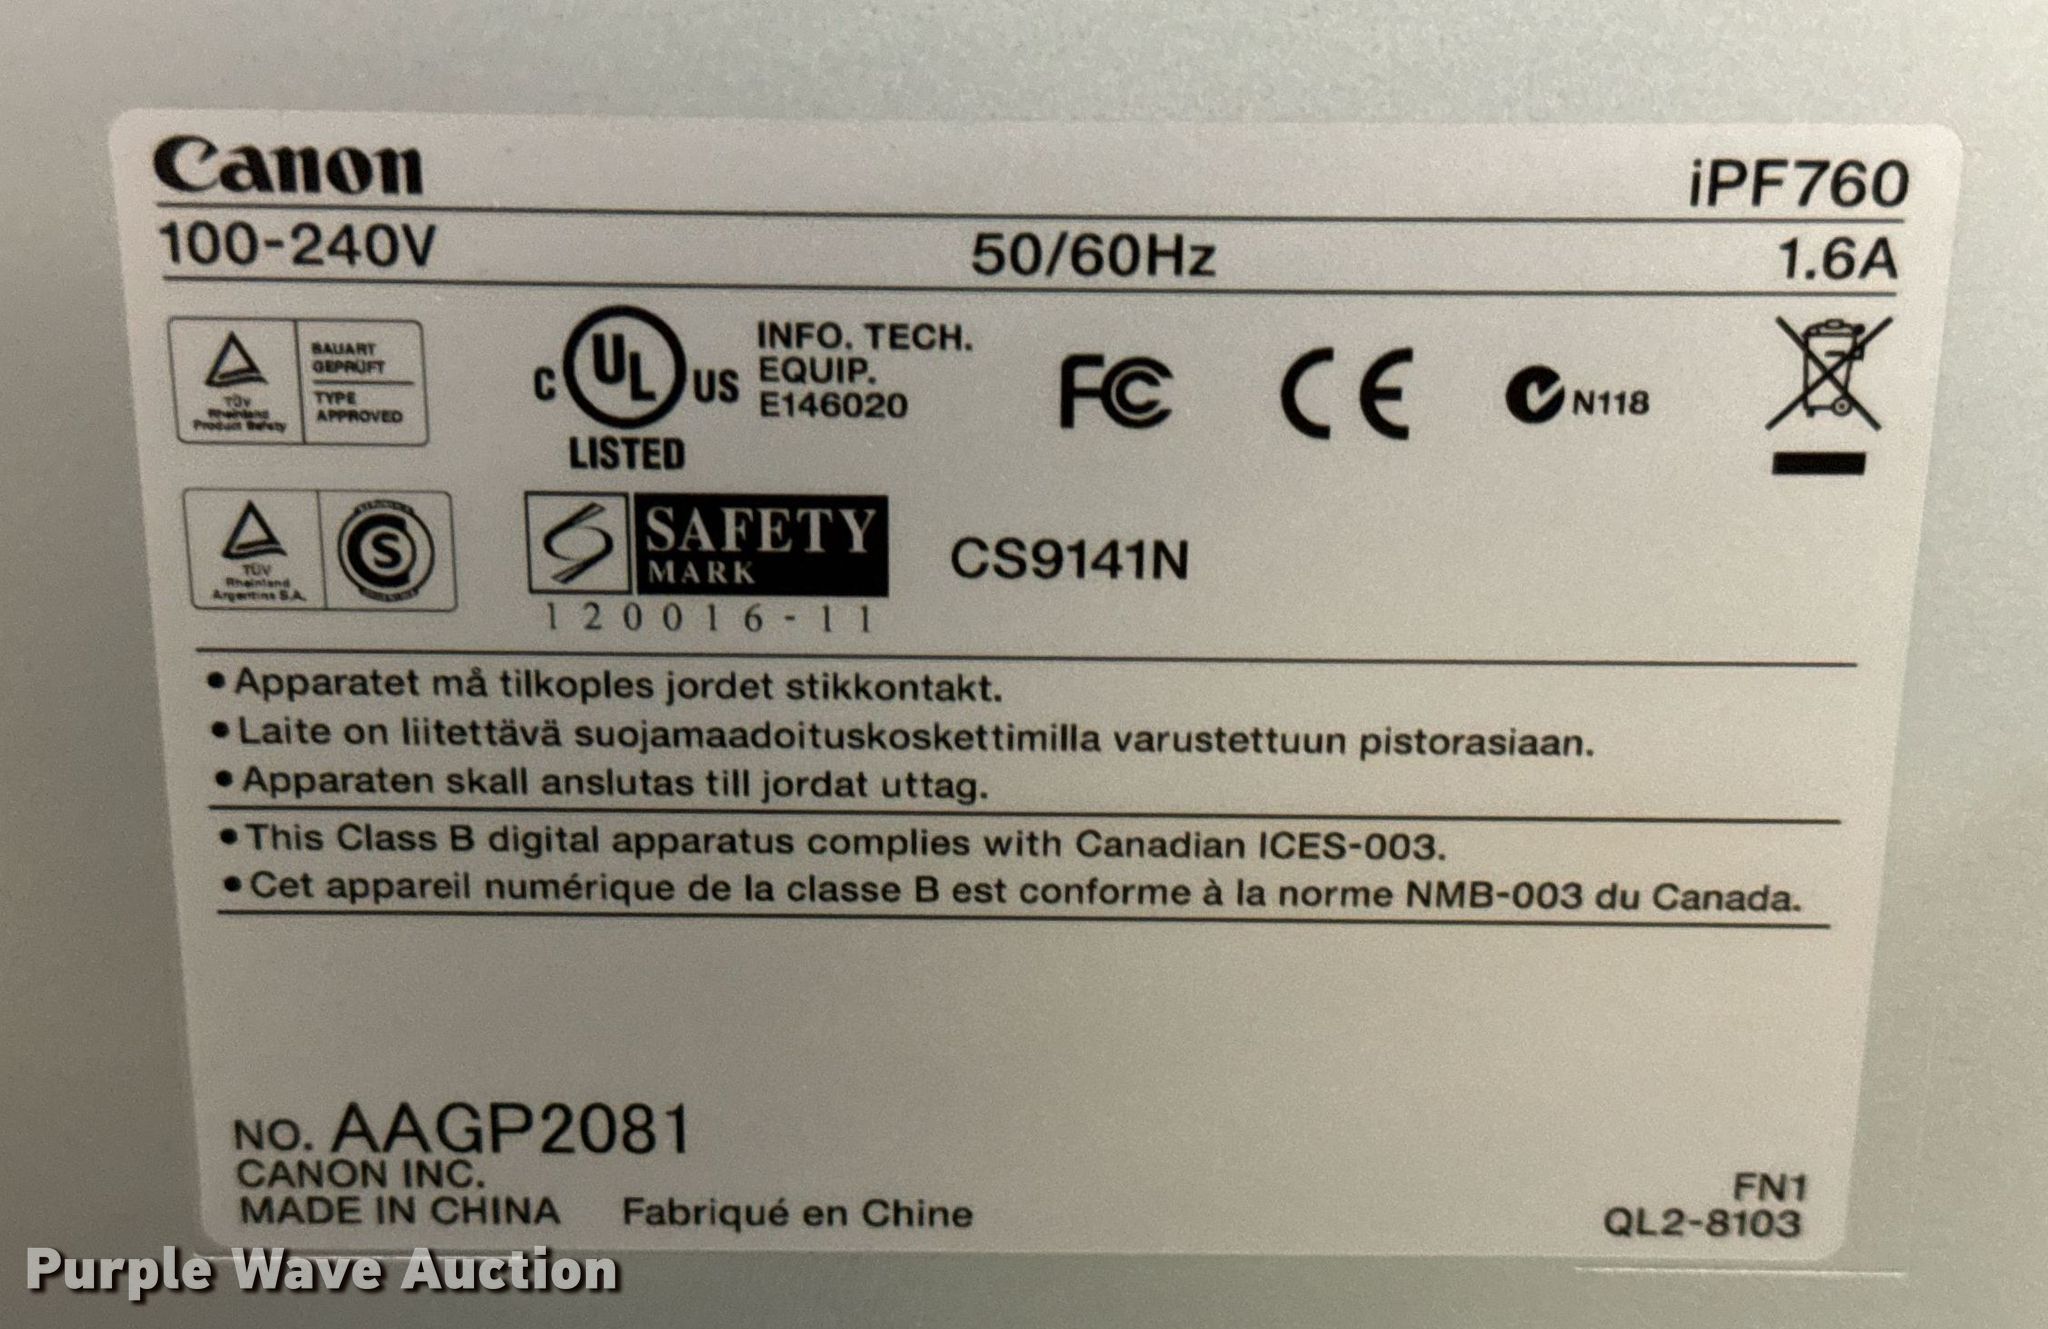 Canon
iPF760
100-240V 50/60Hz 1.6A
BAUART
GEPRÜFT
TYPE
APPROVED
TÜV
Rheinland
Product Safety
C UL US
LISTED
INFO. TECH.
EQUIP.
E146020
FC
CE
N118
TÜV
Rheinland
Argentina S.A.
S
SAFETY
MARK
120016-11
CS9141N
•Apparatet må tilkoples jordet stikkontakt.
•Laite on liitettävä suojamaadoituskoskettimilla varustettuun pistorasiaan.
•Apparaten skall anslutas till jordat uttag.
•This Class B digital apparatus complies with Canadian ICES-003.
•Cet appareil numérique de la classe B est conforme à la norme NMB-003 du Canada.
NO. AAGP2081
CANON INC.
MADE IN CHINA Fabriqué en Chine
FN1
QL2-8103
Purple Wave Auction